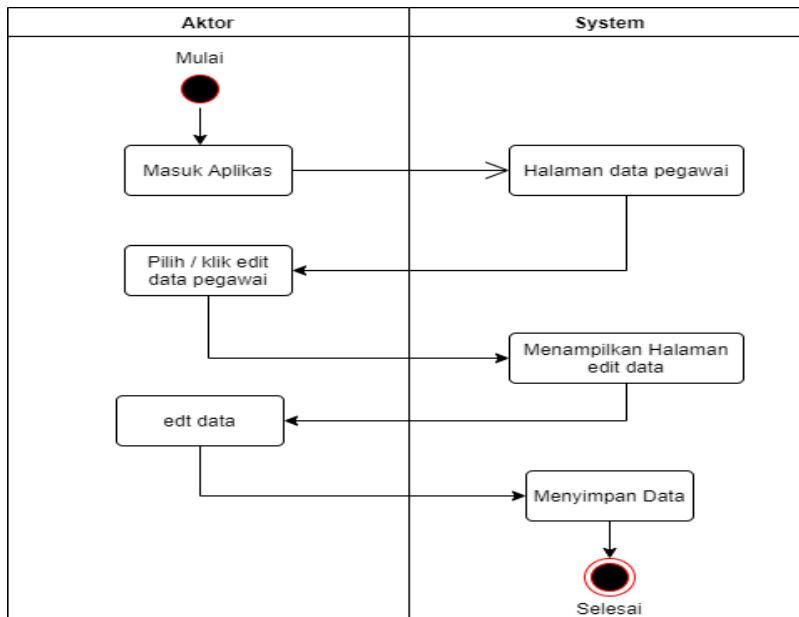 Aktor
System
Mulai
Masuk Aplikas
Halaman data pegawai
Pilih / klik edit
data pegawai
Menampilkan Halaman
edit data
edt data
Menyimpan Data
Selesai